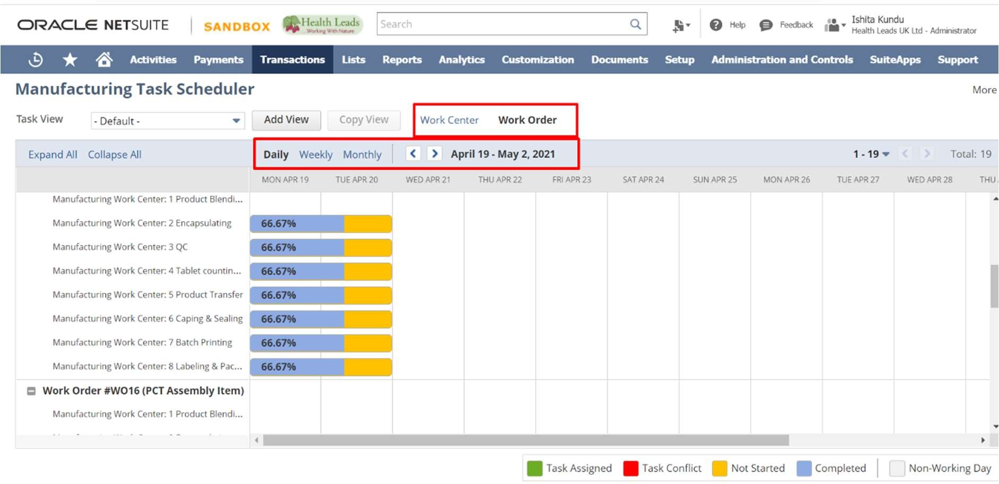 ORACLE NETSUITE
SANDBOX
Health Leads
...Working With Nature
Search
Help
Feedback
Ishita Kundu
Health Leads UK Ltd - Administrator
Activities Payments Transactions Lists Reports Analytics Customization Documents Setup Administration and Controls SuiteApps Support
Manufacturing Task Scheduler
More
Task View
- Default -
Add View
Copy View
Work Center Work Order
Expand All Collapse All
Daily Weekly Monthly
April 19 - May 2, 2021
1 - 19
Total: 19
MON APR 19 TUE APR 20 WED APR 21 THU APR 22 FRI APR 23 SAT APR 24 SUN APR 25 MON APR 26 TUE APR 27 WED APR 28 THU
Manufacturing Work Center: 1 Product Blendi...
Manufacturing Work Center: 2 Encapsulating 66.67%
Manufacturing Work Center: 3 QC 66.67%
Manufacturing Work Center: 4 Tablet countin... 66.67%
Manufacturing Work Center: 5 Product Transfer 66.67%
Manufacturing Work Center: 6 Caping & Sealing 66.67%
Manufacturing Work Center: 7 Batch Printing 66.67%
Manufacturing Work Center: 8 Labeling & Pac... 66.67%
Work Order #WO16 (PCT Assembly Item)
Manufacturing Work Center: 1 Product Blendi...
Task Assigned Task Conflict Not Started Completed Non-Working Day